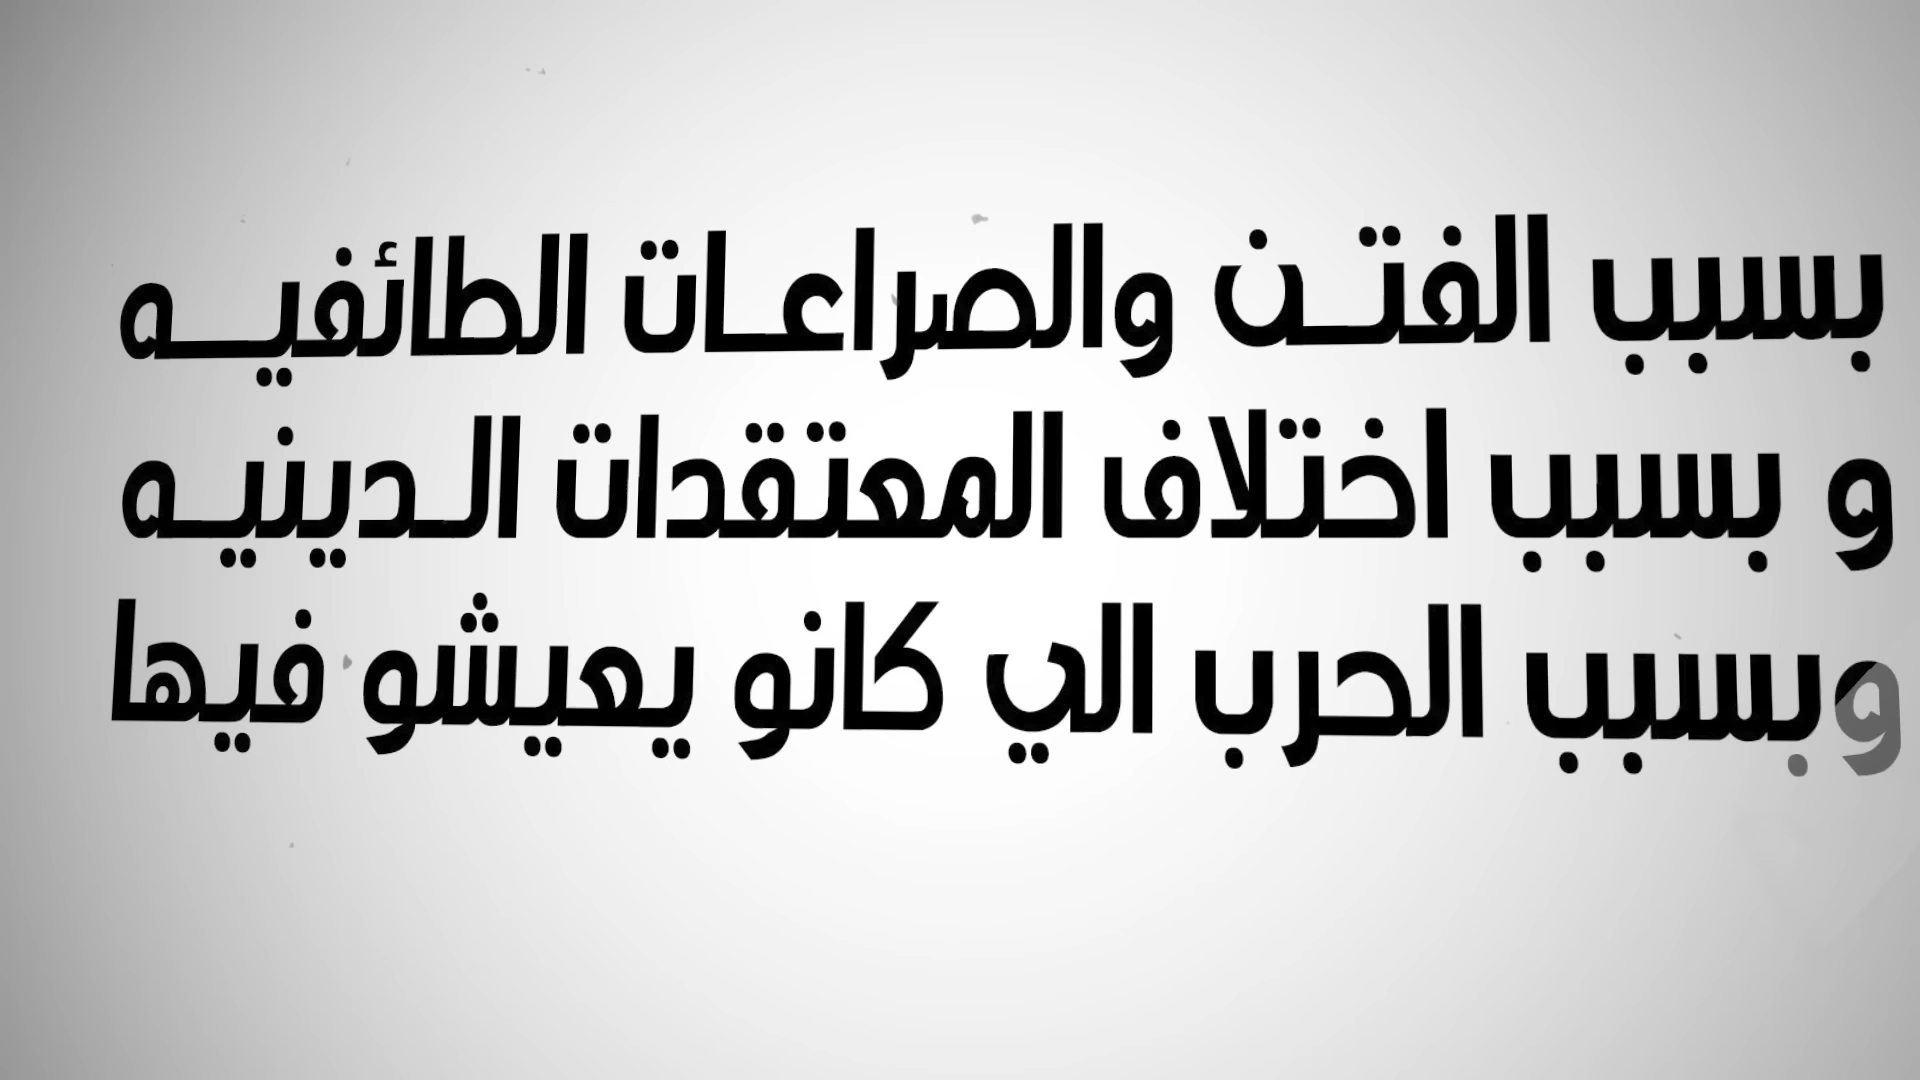 بسبب الفتـن والصراعـات الطائفيـه
و بسبب اختلاف المعتقدات الـدينيـه
وبسبب الحرب الي كانو يعيشو فيها